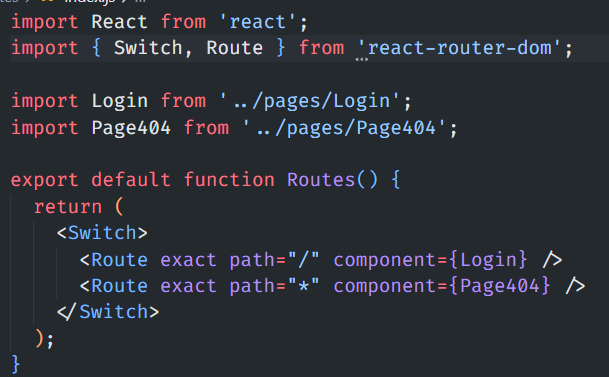 index.js
import React from 'react';
import { Switch, Route } from 'react-router-dom';
import Login from '../pages/Login';
import Page404 from '../pages/Page404';
export default function Routes() {
return (
<Switch>
<Route exact path="/" component={Login} />
<Route exact path="*" component={Page404} />
</Switch>
);
}